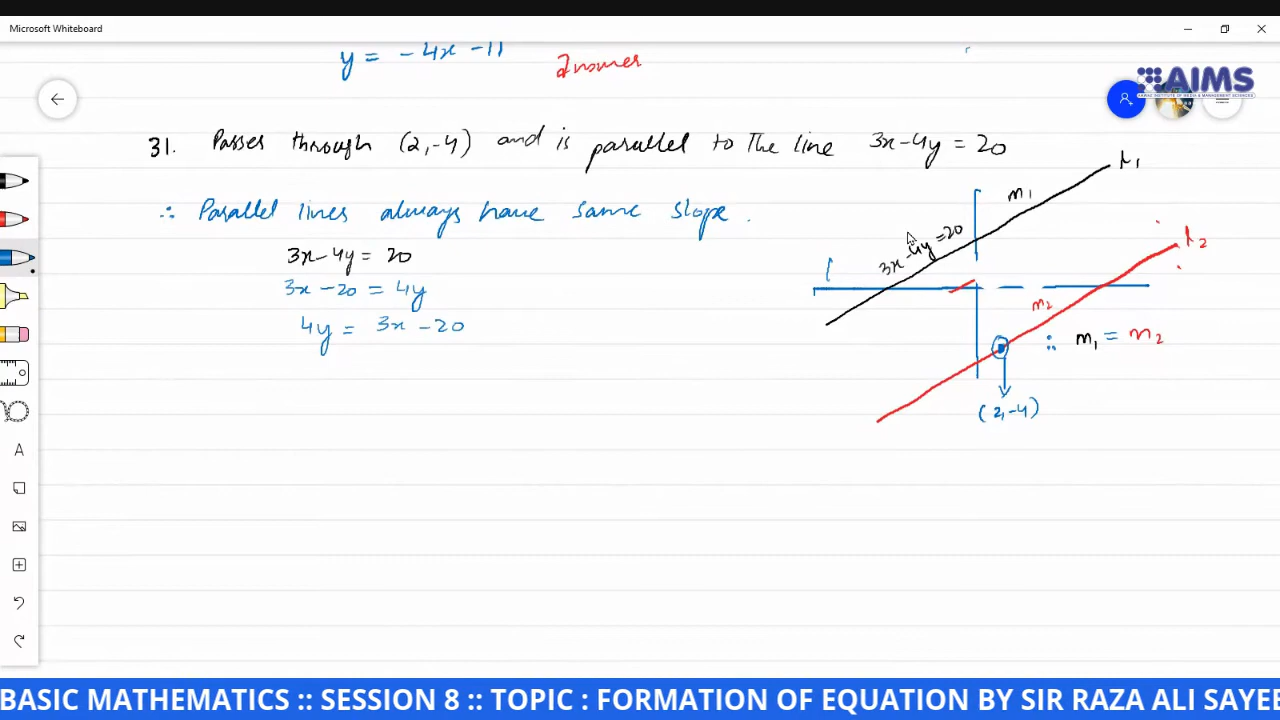 Microsoft Whiteboard
y = -4x -11
Answer
AIMS
31. Passes through (2,-4) and is parallel to the line 3x-4y = 20
∴ Parallel lines always have same slope.
3x-4y = 20
3x-20 = 4y
4y = 3x -20
L1
m1
3x-4y=20
l
L2
m2
∴ m1 = m2
(2,-4)
A
BASIC MATHEMATICS :: SESSION 8 :: TOPIC : FORMATION OF EQUATION BY SIR RAZA ALI SAYEE